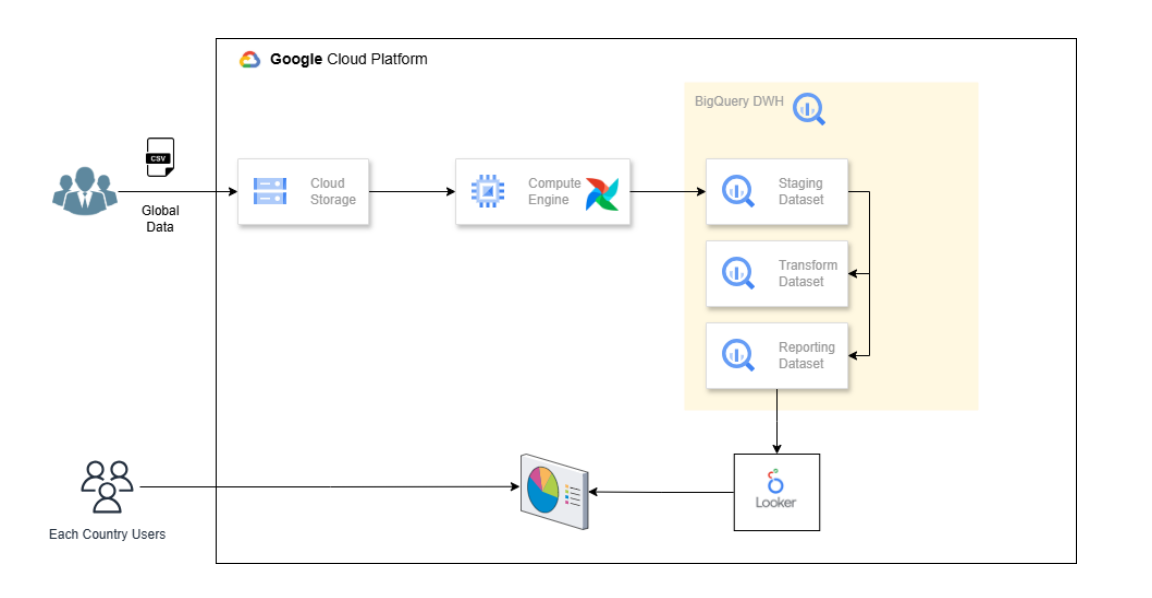 Google Cloud Platform
BigQuery DWH
CSV
Global
Data
Cloud
Storage
Compute
Engine
Staging
Dataset
Transform
Dataset
Reporting
Dataset
Looker
Each Country Users